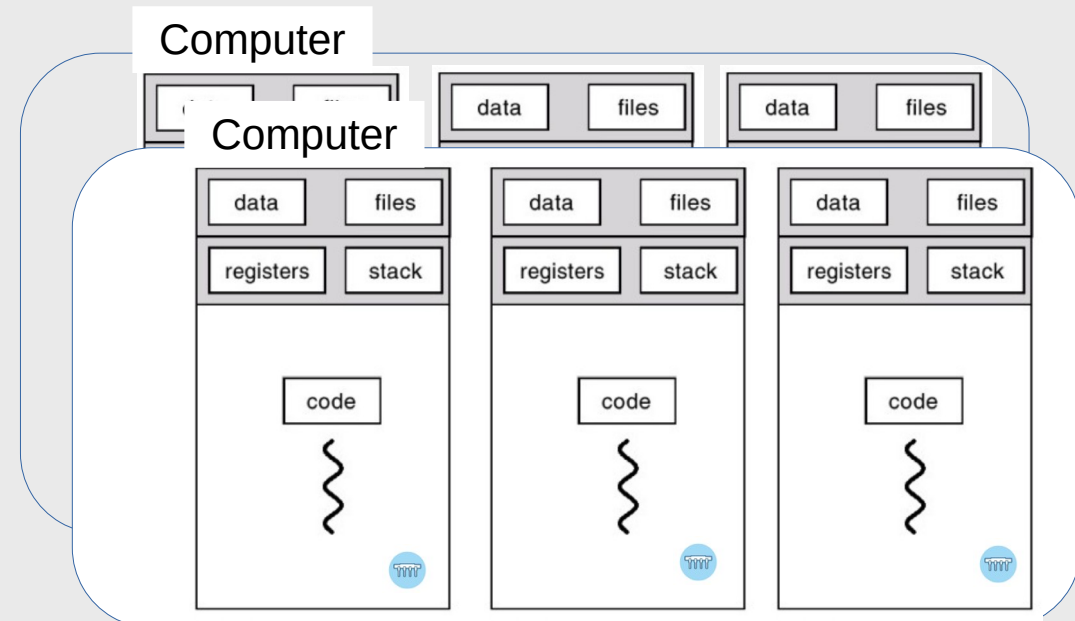 Computer
data files data files
Computer
data files data files data files
registers stack registers stack registers stack
code code code